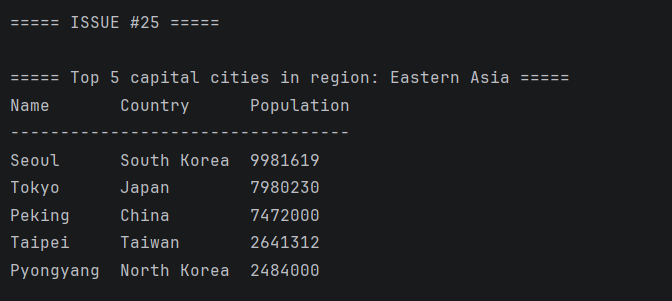 ===== ISSUE #25 =====
===== Top 5 capital cities in region: Eastern Asia =====
Name       Country      Population
----------------------------------
Seoul      South Korea  9981619
Tokyo      Japan        7980230
Peking     China        7472000
Taipei     Taiwan       2641312
Pyongyang  North Korea  2484000